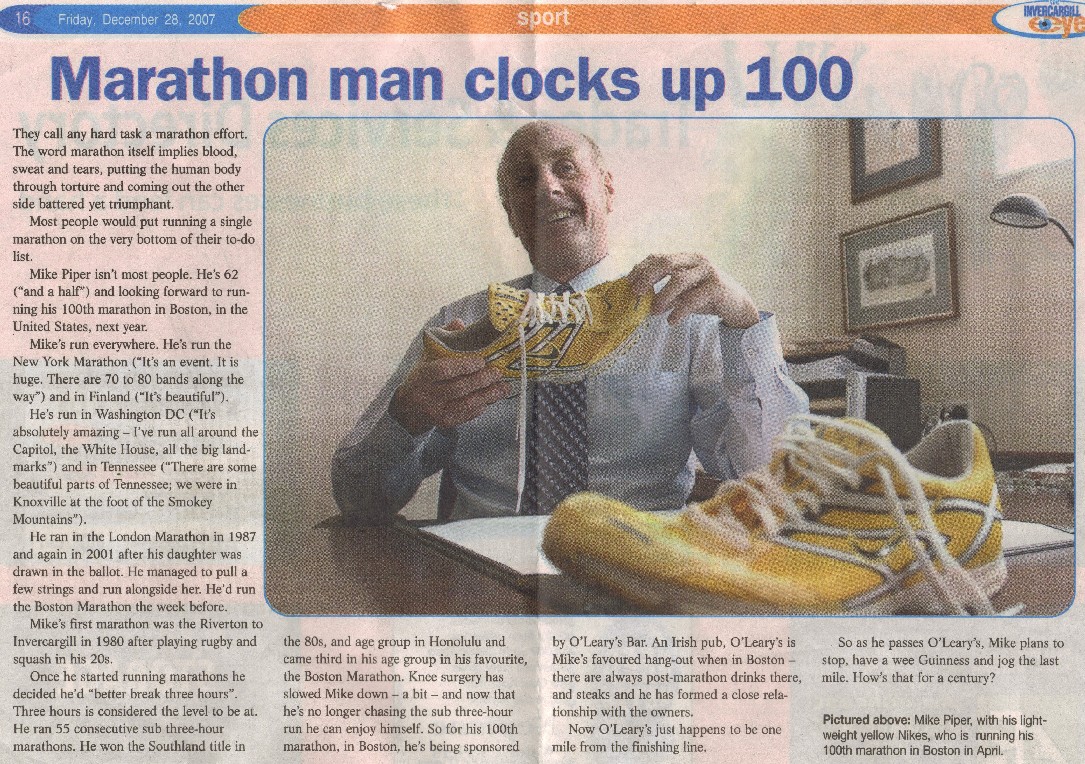 16 Friday, December 28, 2007
sport
THE
INVERCARGILL
eye
Marathon man clocks up 100
They call any hard task a marathon effort.
The word marathon itself implies blood,
sweat and tears, putting the human body
through torture and coming out the other
side battered yet triumphant.
Most people would put running a single
marathon on the very bottom of their to-do
list.
Mike Piper isn't most people. He's 62
("and a half") and looking forward to run-
ning his 100th marathon in Boston, in the
United States, next year.
Mike's run everywhere. He's run the
New York Marathon ("It's an event. It is
huge. There are 70 to 80 bands along the
way") and in Finland ("It's beautiful").
He's run in Washington DC ("It's
absolutely amazing – I've run all around the
Capitol, the White House, all the big land-
marks") and in Tennessee ("There are some
beautiful parts of Tennessee; we were in
Knoxville at the foot of the Smokey
Mountains").
He ran in the London Marathon in 1987
and again in 2001 after his daughter was
drawn in the ballot. He managed to pull a
few strings and run alongside her. He'd run
the Boston Marathon the week before.
Mike's first marathon was the Riverton to
Invercargill in 1980 after playing rugby and
squash in his 20s.
Once he started running marathons he
decided he'd "better break three hours".
Three hours is considered the level to be at.
He ran 55 consecutive sub three-hour
marathons. He won the Southland title in
the 80s, and age group in Honolulu and
came third in his age group in his favourite,
the Boston Marathon. Knee surgery has
slowed Mike down – a bit – and now that
he's no longer chasing the sub three-hour
run he can enjoy himself. So for his 100th
marathon, in Boston, he's being sponsored
by O'Leary's Bar. An Irish pub, O'Leary's is
Mike's favoured hang-out when in Boston –
there are always post-marathon drinks there,
and steaks and he has formed a close rela-
tionship with the owners.
Now O'Leary's just happens to be one
mile from the finishing line.
So as he passes O'Leary's, Mike plans to
stop, have a wee Guinness and jog the last
mile. How's that for a century?
Pictured above: Mike Piper, with his light-
weight yellow Nikes, who is running his
100th marathon in Boston in April.